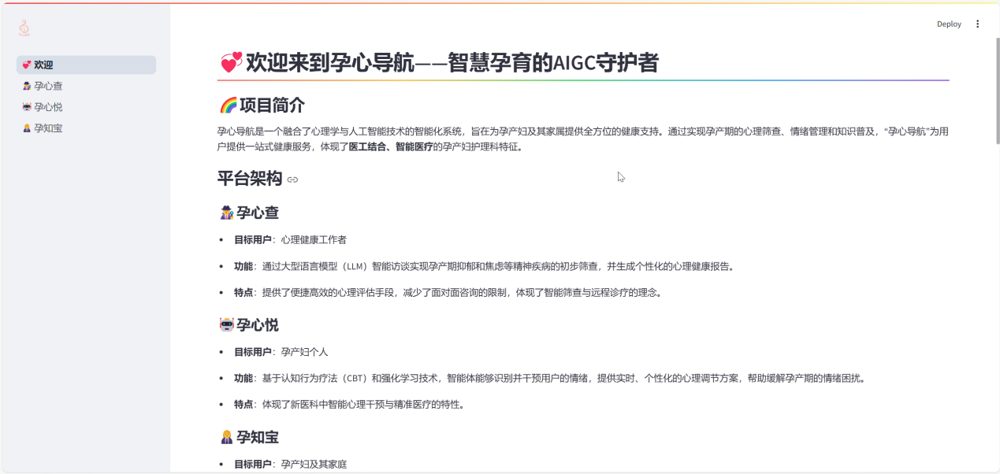 Deploy
欢迎
孕心查
孕心悦
孕知宝
欢迎来到孕心导航——智慧孕育的AIGC守护者
项目简介
孕心导航是一个融合了心理学与人工智能技术的智能化系统，旨在为孕产妇及其家属提供全方位的健康支持。通过实现孕产期的心理筛查、情绪管理和知识普及，“孕心导航”为用
户提供一站式健康服务，体现了医工结合、智能医疗的孕产妇护理科特征。
平台架构
孕心查
• 目标用户：心理健康工作者
• 功能：通过大型语言模型（LLM）智能访谈实现孕产期抑郁和焦虑等精神疾病的初步筛查，并生成个性化的心理健康报告。
• 特点：提供了便捷高效的心理评估手段，减少了面对面咨询的限制，体现了智能筛查与远程诊疗的理念。
孕心悦
• 目标用户：孕产妇个人
• 功能：基于认知行为疗法（CBT）和强化学习技术，智能体能够识别并干预用户的情绪，提供实时、个性化的心理调节方案，帮助缓解孕产期的情绪困扰。
• 特点：体现了新医科中智能心理干预与精准医疗的特性。
孕知宝
• 目标用户：孕产妇及其家庭